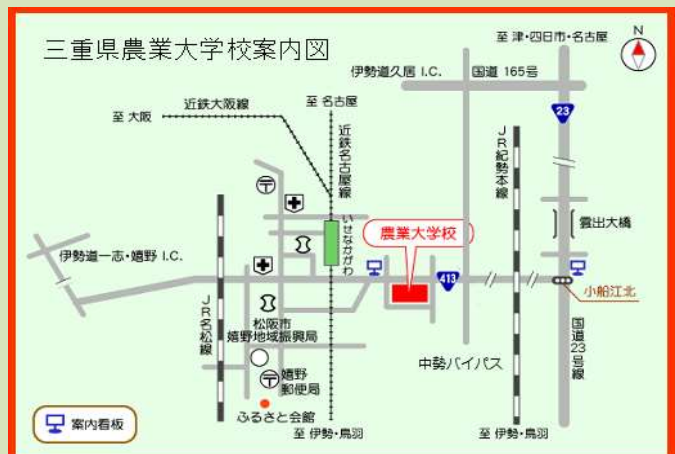 三重県農業大学校案内図
至 津・四日市・名古屋
N
伊勢道久居 I.C.
国道 165号
至 名古屋
近鉄大阪線
至 大阪
23
近鉄名古屋線
JR紀勢本線
いせなかがわ
農業大学校
雲出大橋
伊勢道一志・嬉野 I.C.
413
小船江北
JR名松線
松阪市
嬉野地域振興局
国道23号線
中勢バイパス
嬉野
郵便局
ふるさと会館
案内看板
至 伊勢・鳥羽
至 伊勢・鳥羽